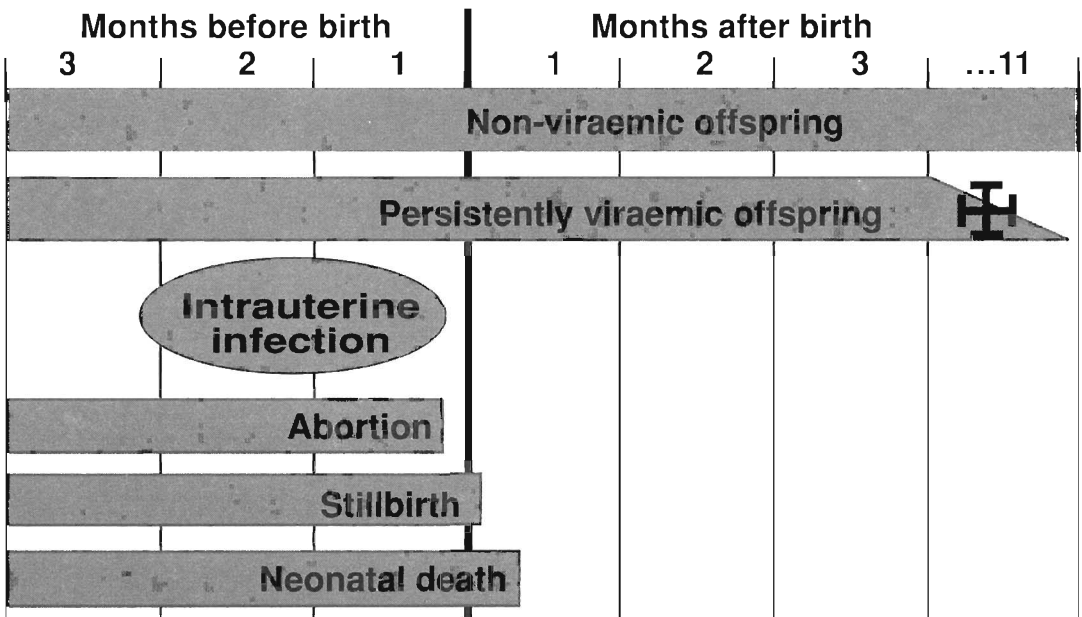 Months before birth Months after birth
3 2 1 1 2 3 ...11
Non-viraemic offspring
Persistently viraemic offspring
Intrauterine
infection
Abortion
Stillbirth
Neonatal death